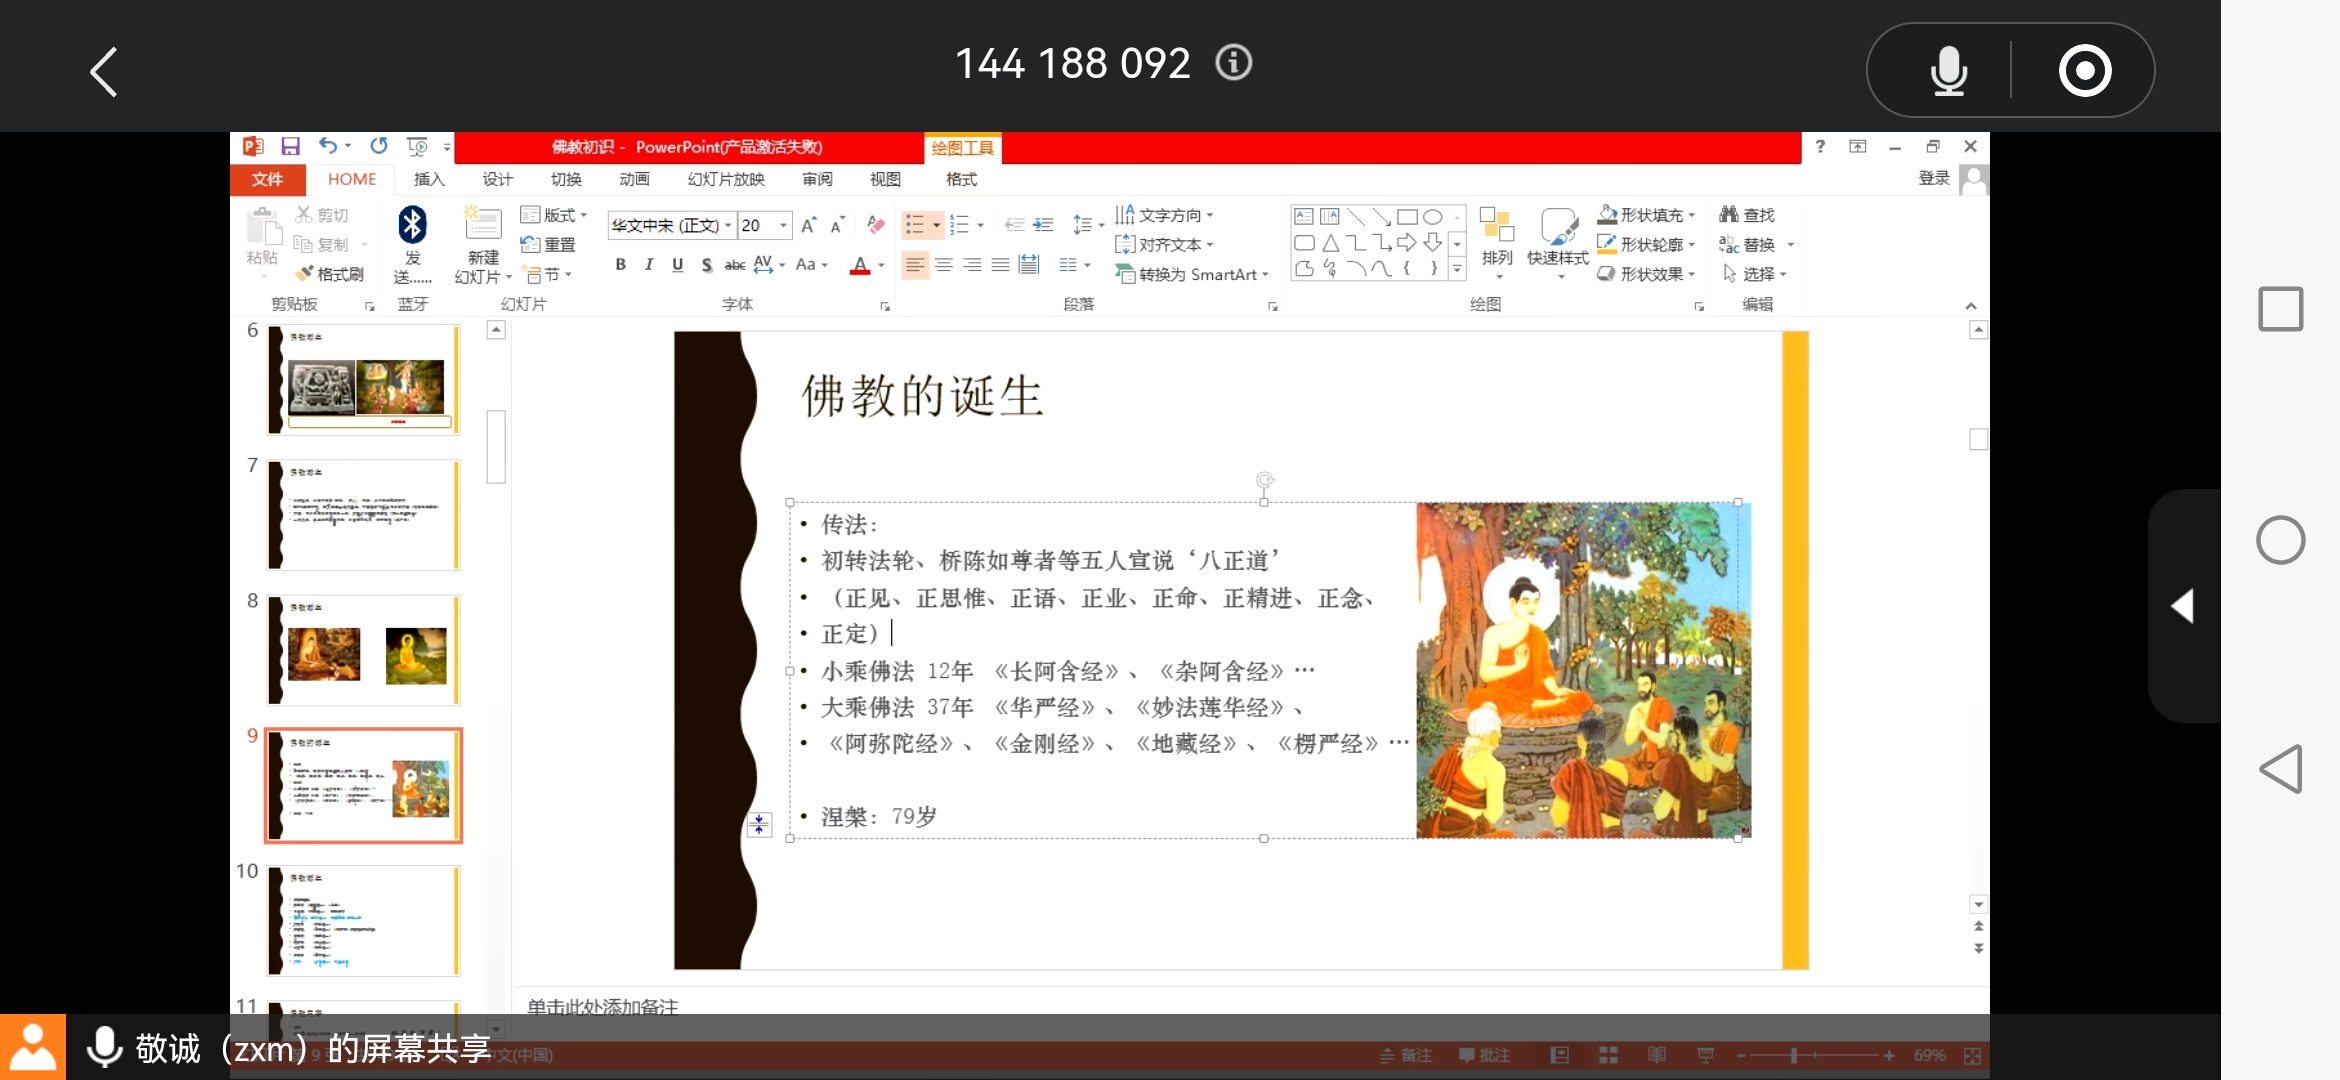 144 188 092
佛教初识 - PowerPoint(产品激活失败)
绘图工具
?
文件
HOME
插入
设计
切换
动画
幻灯片放映
审阅
视图
格式
登录
粘贴
剪切
复制
格式刷
剪贴板
发
送......
蓝牙
新建
幻灯片
版式
重置
节
幻灯片
华文中宋 (正文)
20
B I U S abc AV Aa A
字体
段落
文字方向
对齐文本
转换为 SmartArt
排列
快速样式
形状填充
形状轮廓
形状效果
绘图
查找
替换
选择
编辑
6
7
8
9
10
11
佛教的诞生
• 传法：
• 初转法轮、桥陈如尊者等五人宣说‘八正道’
• （正见、正思惟、正语、正业、正命、正精进、正念、
• 正定）
• 小乘佛法 12年 《长阿含经》、《杂阿含经》…
• 大乘佛法 37年 《华严经》、《妙法莲华经》、
• 《阿弥陀经》、《金刚经》、《地藏经》、《楞严经》…
• 涅槃：79岁
单击此处添加备注
敬诚（zxm）的屏幕共享
中文(中国)
备注
批注
69%